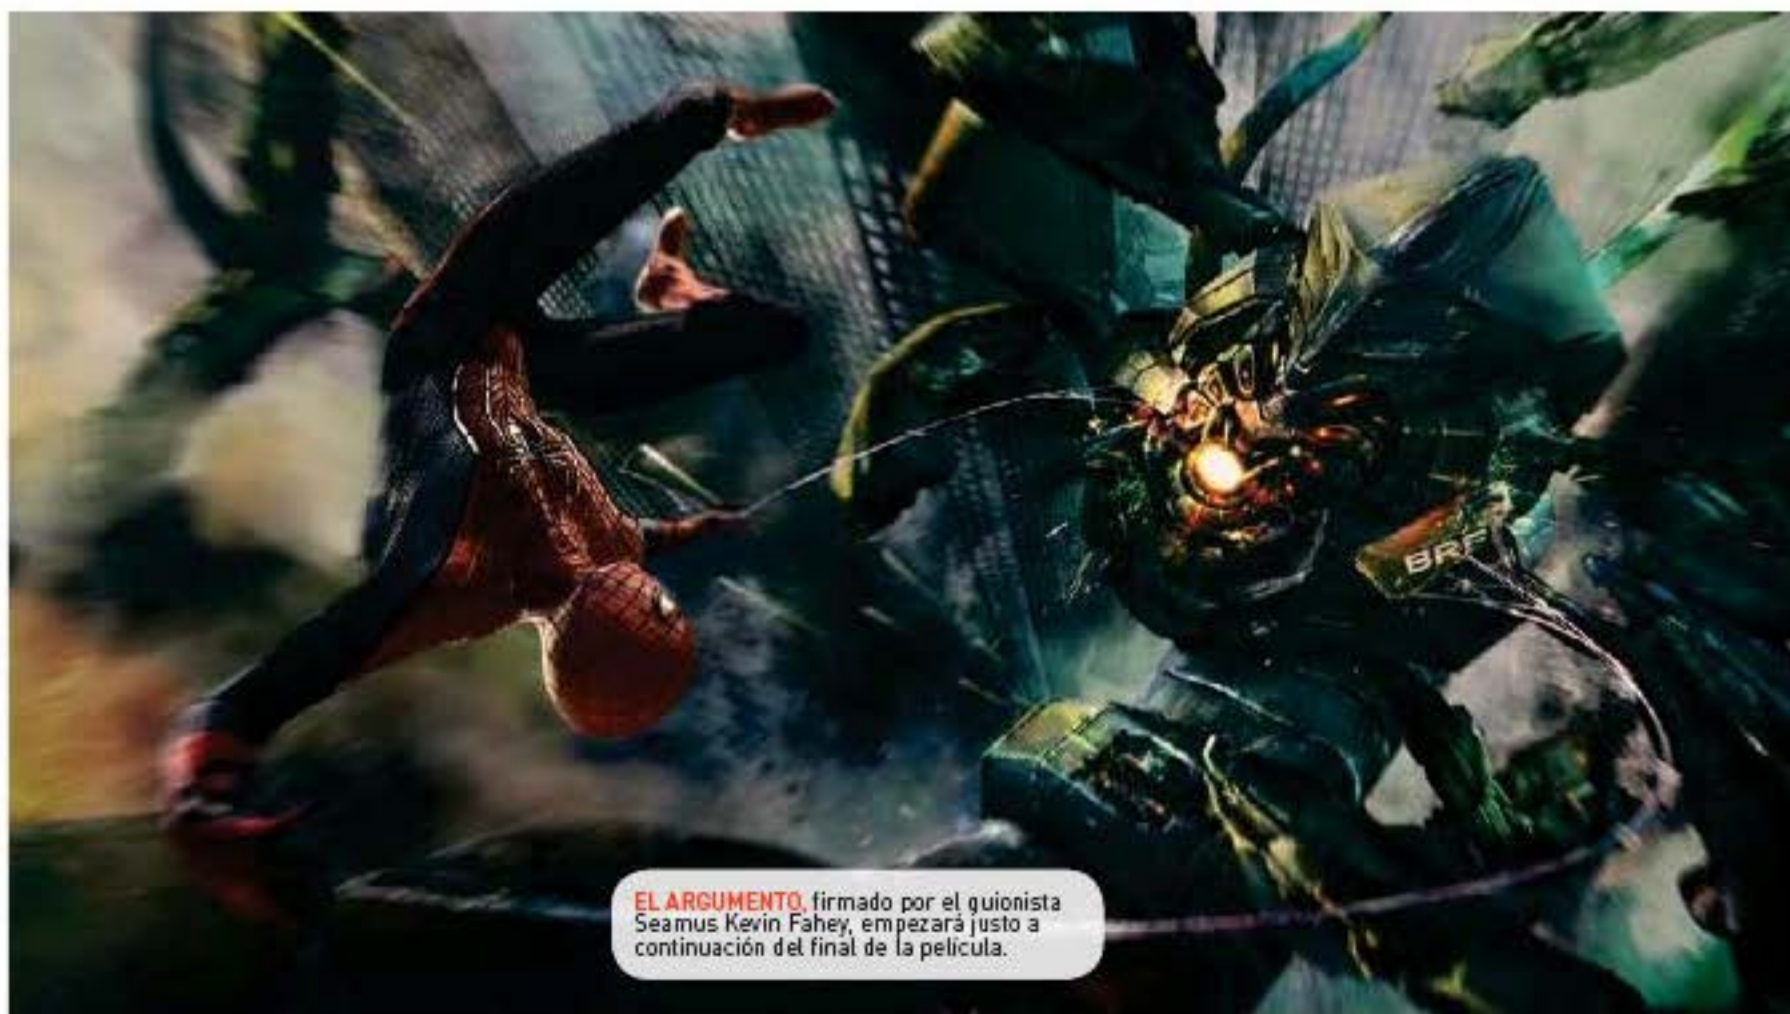 BRF
EL ARGUMENTO, firmado por el guionista
Seamus Kevin Fahey, empezará justo a
continuación del final de la película.